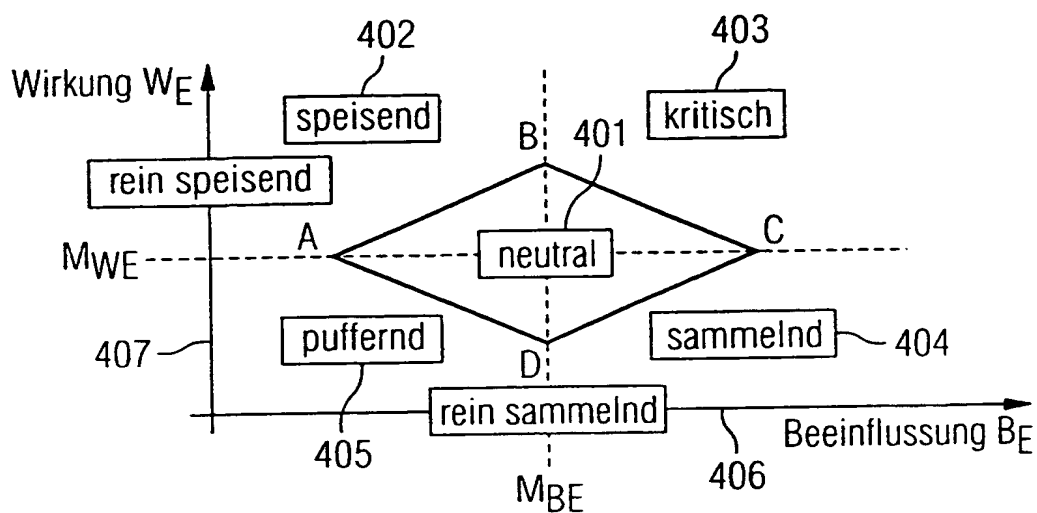 402
403
Wirkung WE
speisend
kritisch
B
401
rein speisend
A
C
MWE
neutral
puffernd
sammelnd
407
404
D
rein sammelnd
405
406
Beeinflussung BE
MBE